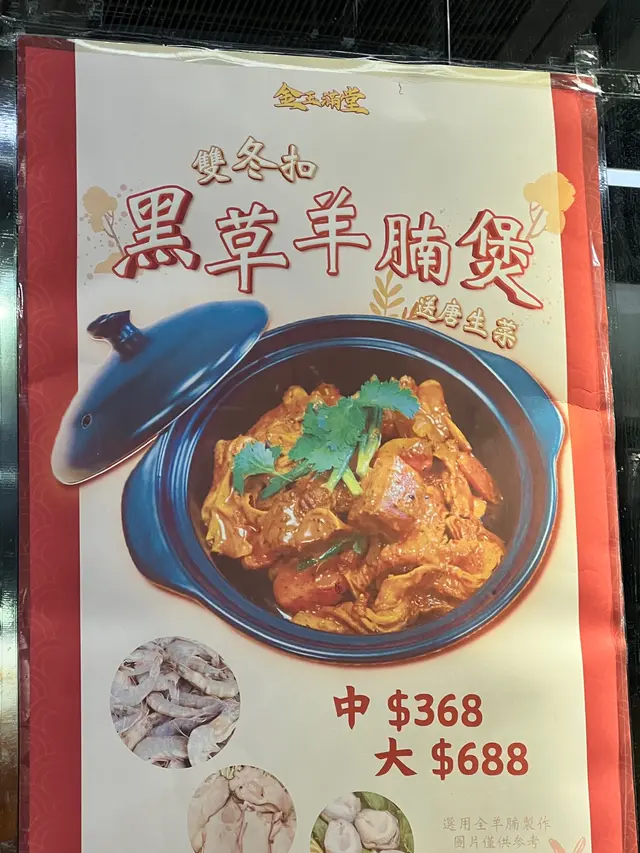 金玉滿堂
雙冬扣
黑草羊腩煲
送唐生菜
中 $368
大 $688
選用全羊腩製作
圖片僅供參考